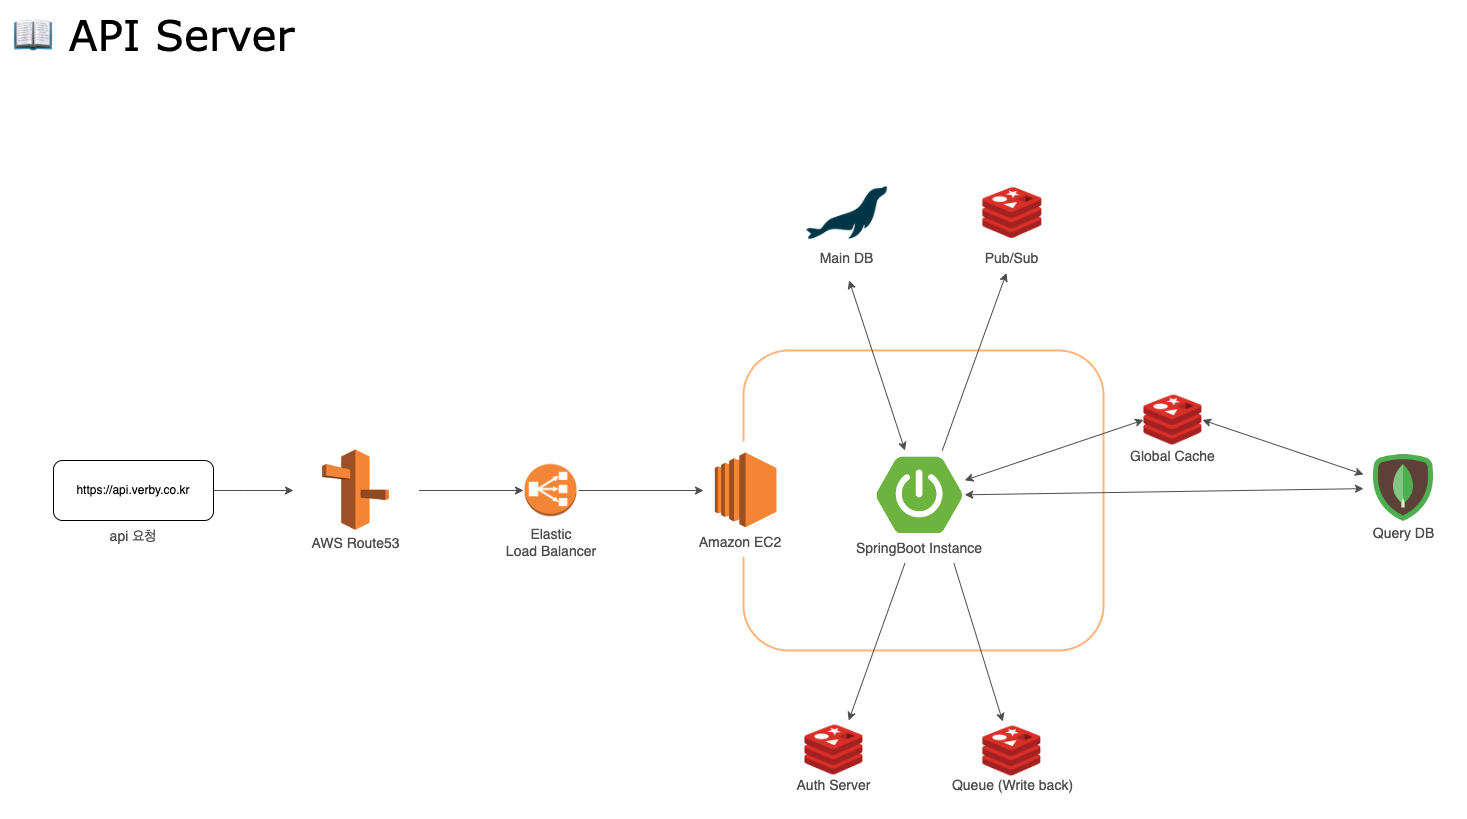 📖 API Server
Main DB
Pub/Sub
Global Cache
https://api.verby.co.kr
api 요청
AWS Route53
Elastic
Load Balancer
Amazon EC2
SpringBoot Instance
Query DB
Auth Server
Queue (Write back)